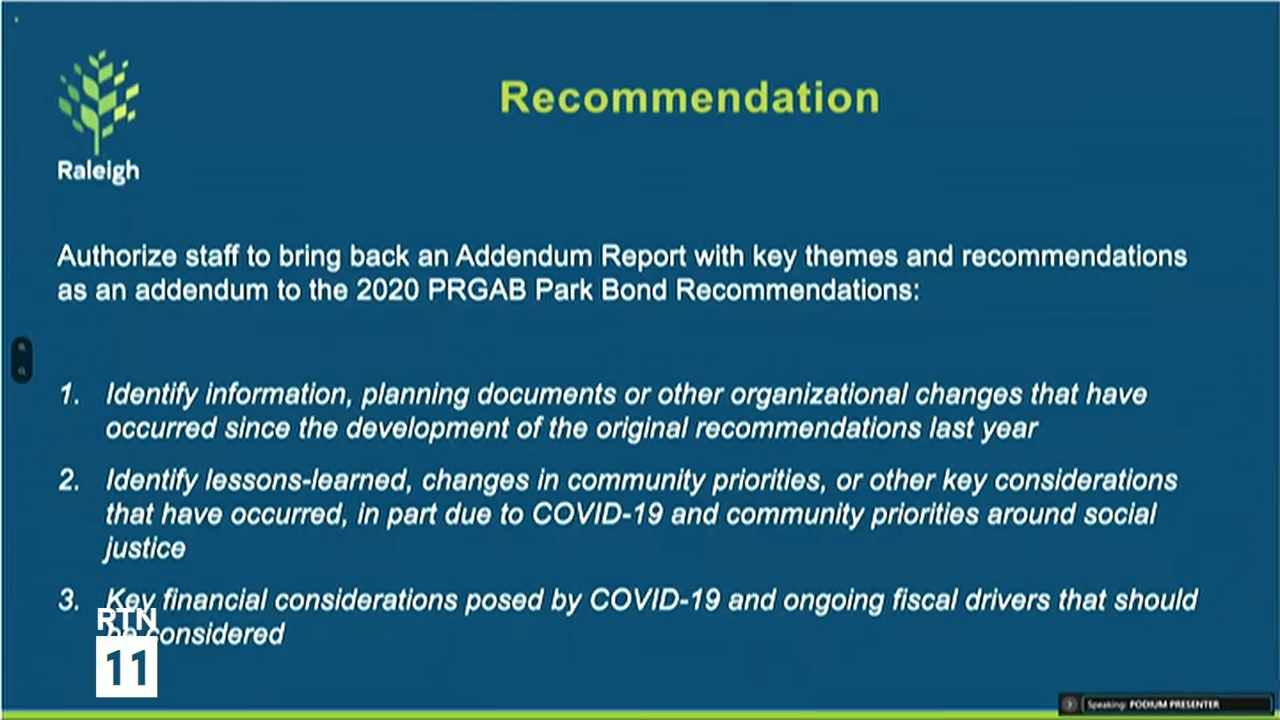 Recommendation
Raleigh
Authorize staff to bring back an Addendum Report with key themes and recommendations
as an addendum to the 2020 PRGAB Park Bond Recommendations:
1. Identify information, planning documents or other organizational changes that have
occurred since the development of the original recommendations last year
2. Identify lessons-learned, changes in community priorities, or other key considerations
that have occurred, in part due to COVID-19 and community priorities around social
justice
3. Key financial considerations posed by COVID-19 and ongoing fiscal drivers that should
be considered
RTN
11
Speaking: PODIUM PRESENTER